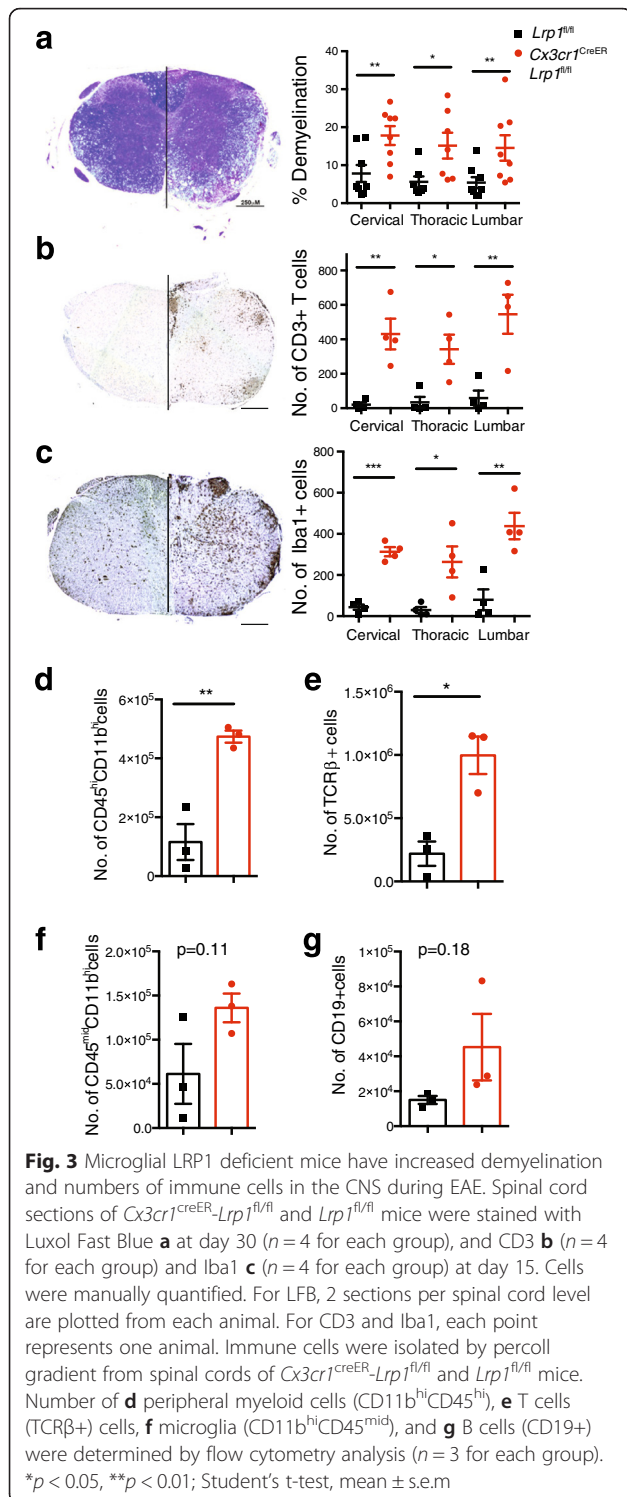 a
Lrp1fl/fl
Cx3cr1CreER
Lrp1fl/fl
% Demyelination
40
30
20
10
0
** * **
Cervical Thoracic Lumbar
250µM
b
No. of CD3+ T cells
800
600
400
200
0
** * **
Cervical Thoracic Lumbar
c
No. of Iba1+ cells
800
600
400
200
0
*** * **
Cervical Thoracic Lumbar
d
No. of CD45hiCD11bhicells
6×10⁵
4×10⁵
2×10⁵
0
**
e
No. of TCRβ+ cells
1.5×10⁶
1.0×10⁶
5.0×10⁵
0.0
*
f
No. of CD45midCD11bhicells
2.0×10⁵
1.5×10⁵
1.0×10⁵
5.0×10⁴
0.0
p=0.11
g
No. of CD19+cells
1×10⁵
8×10⁴
6×10⁴
4×10⁴
2×10⁴
0
p=0.18
Fig. 3 Microglial LRP1 deficient mice have increased demyelination
and numbers of immune cells in the CNS during EAE. Spinal cord
sections of Cx3cr1creER-Lrp1fl/fl and Lrp1fl/fl mice were stained with
Luxol Fast Blue a at day 30 (n = 4 for each group), and CD3 b (n = 4
for each group) and Iba1 c (n = 4 for each group) at day 15. Cells
were manually quantified. For LFB, 2 sections per spinal cord level
are plotted from each animal. For CD3 and Iba1, each point
represents one animal. Immune cells were isolated by percoll
gradient from spinal cords of Cx3cr1creER-Lrp1fl/fl and Lrp1fl/fl mice.
Number of d peripheral myeloid cells (CD11bhiCD45hi), e T cells
(TCRβ+) cells, f microglia (CD11bhiCD45mid), and g B cells (CD19+)
were determined by flow cytometry analysis (n = 3 for each group).
*p < 0.05, **p < 0.01; Student's t-test, mean ± s.e.m